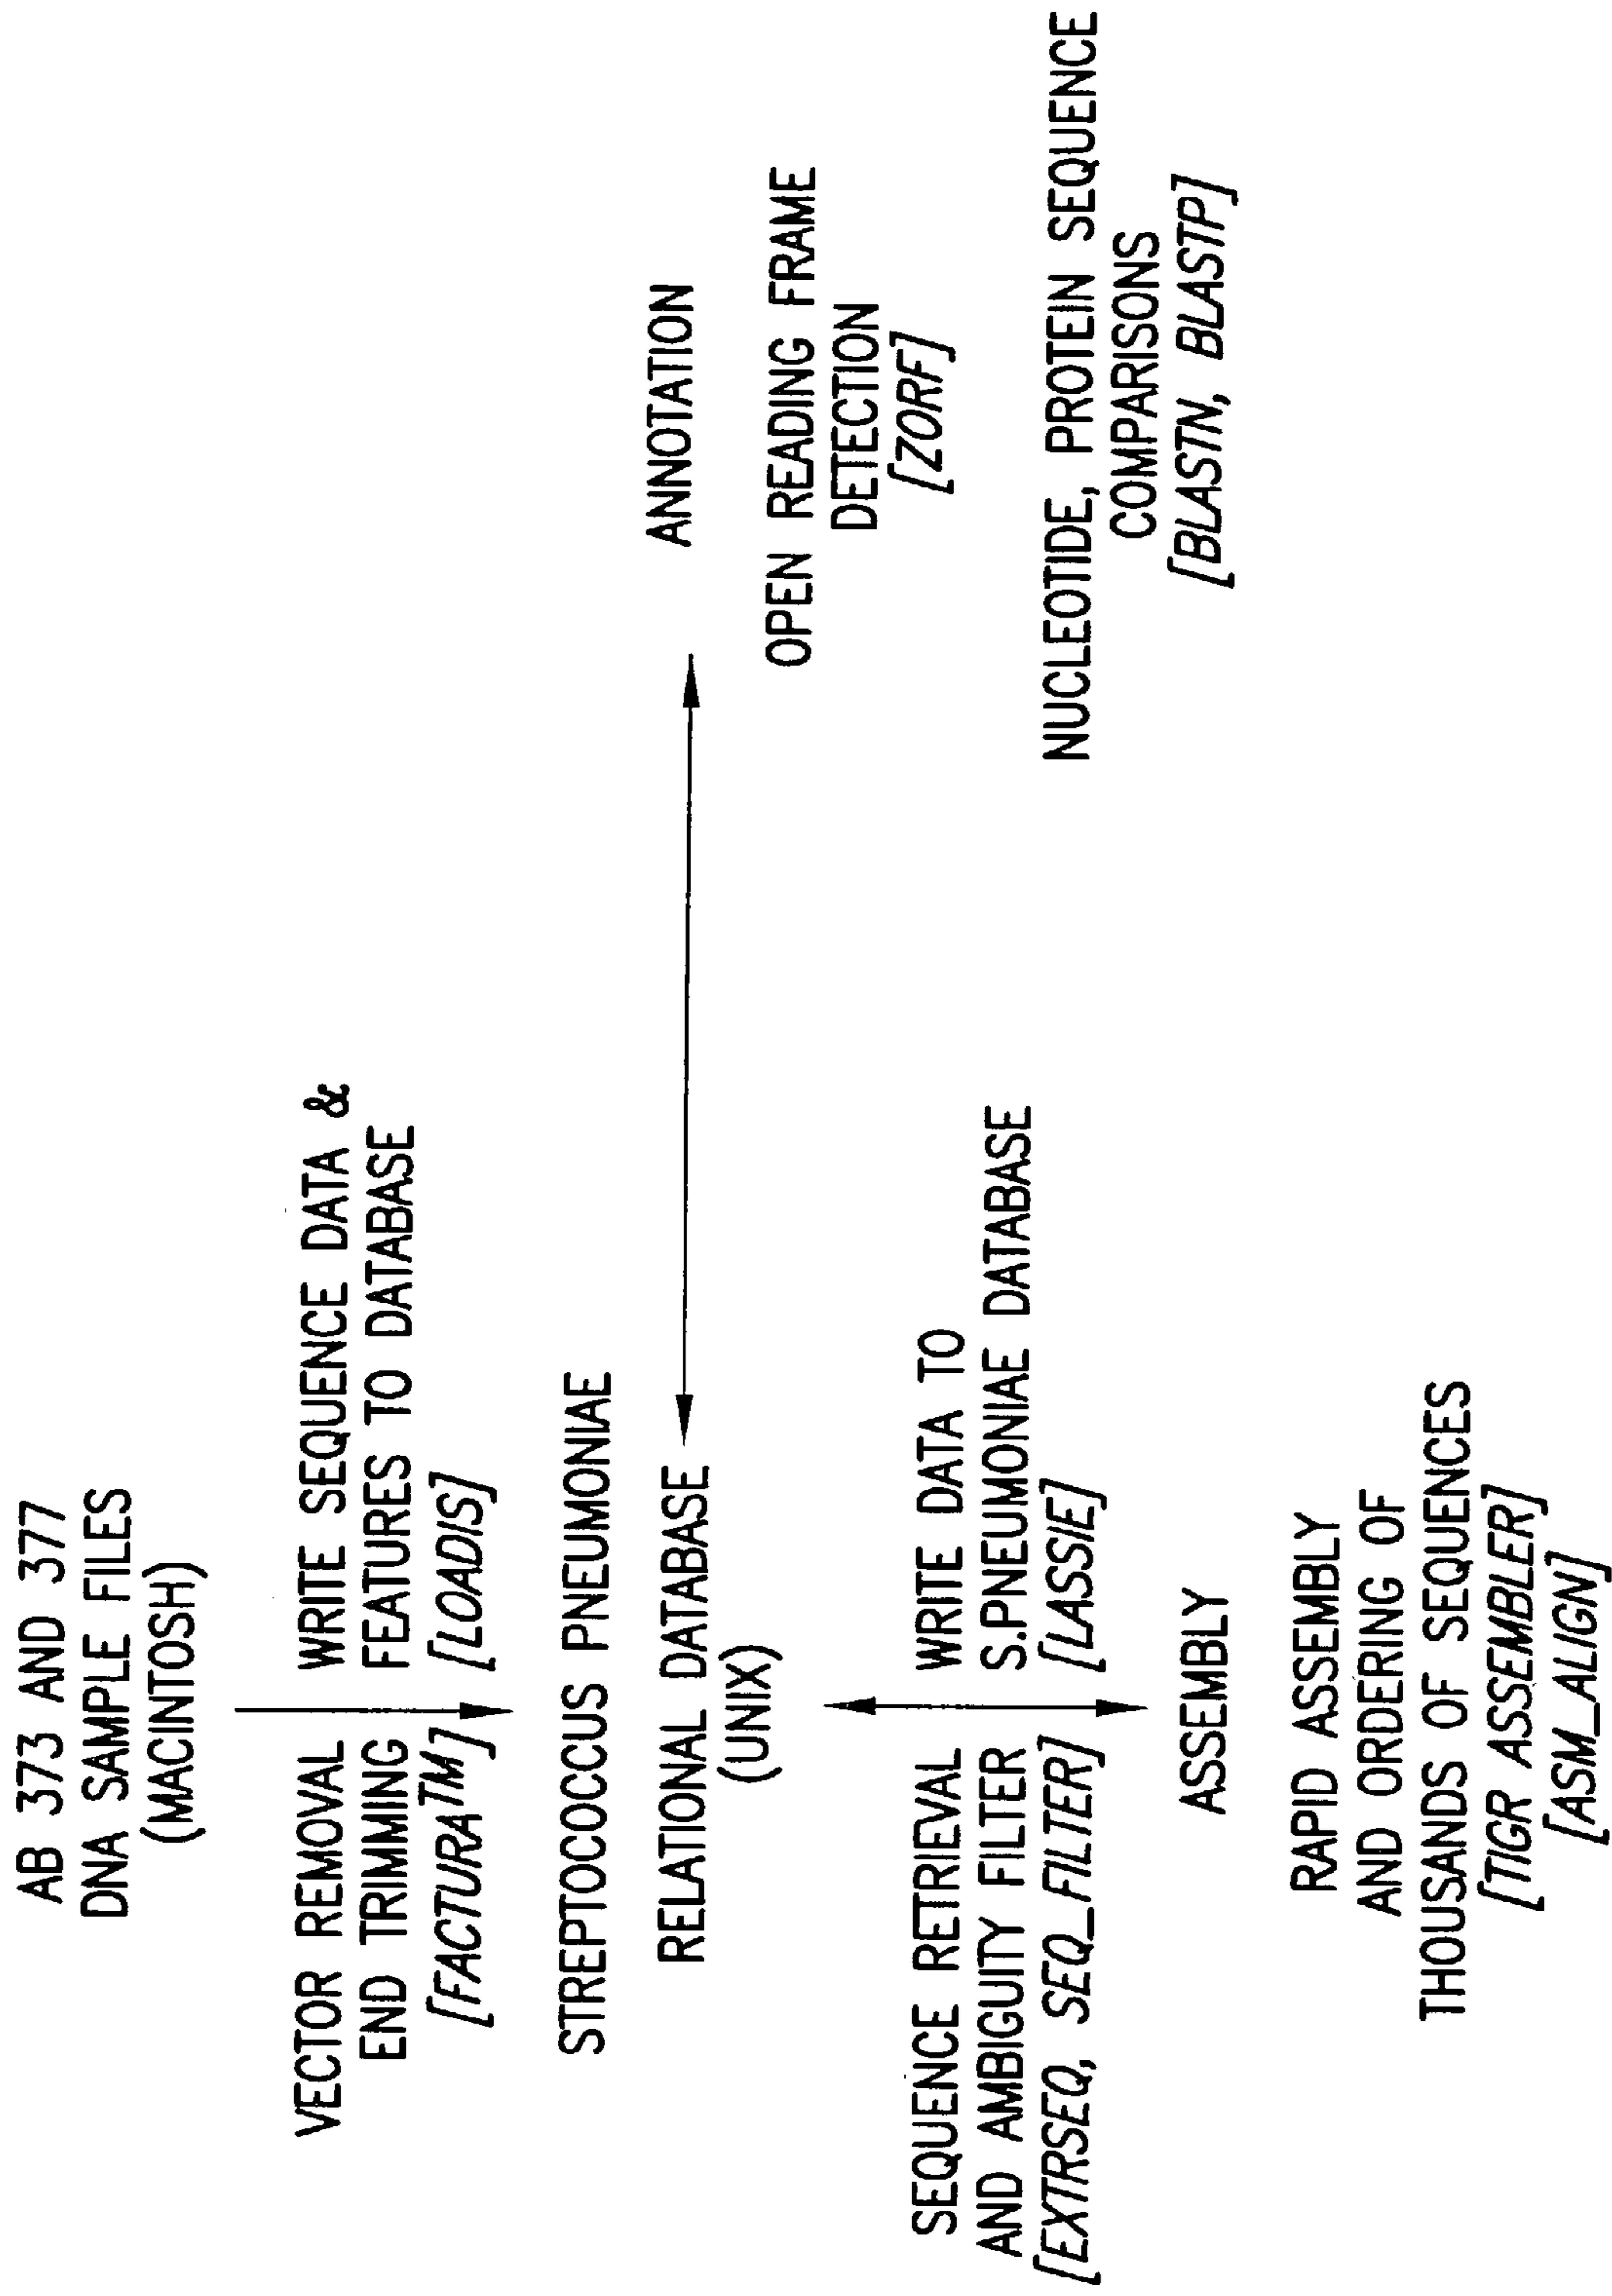 AB 373 AND 377
DNA SAMPLE FILES
(MACINTOSH)
VECTOR REMOVAL
END TRIMMING
[FACTURA™]
WRITE SEQUENCE DATA &
FEATURES TO DATABASE
[LOADIS]
STREPTOCOCCUS PNEUMONIAE
RELATIONAL DATABASE
(UNIX)
ANNOTATION
OPEN READING FRAME
DETECTION
[ZORF]
NUCLEOTIDE, PROTEIN SEQUENCE
COMPARISONS
[BLASTN, BLASTP]
SEQUENCE RETRIEVAL
AND AMBIGUITY FILTER
[EXTRSEQ, SEQ_FILTER]
WRITE DATA TO
S.PNEUMONIAE DATABASE
[LASSIE]
ASSEMBLY
RAPID ASSEMBLY
AND ORDERING OF
THOUSANDS OF SEQUENCES
[TIGR ASSEMBLER]
[ASM_ALIGN]